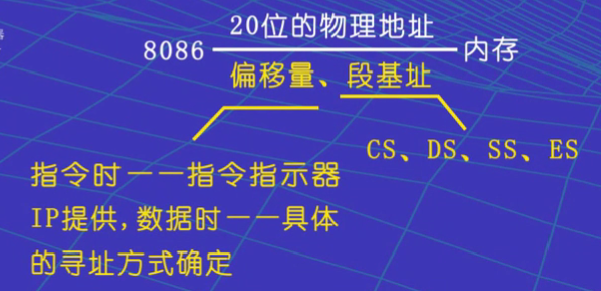 器
20位的物理地址
8086 内存
偏移量、段基址
CS、DS、SS、ES
指令时——指令指示器
IP提供,数据时——具体
的寻址方式确定